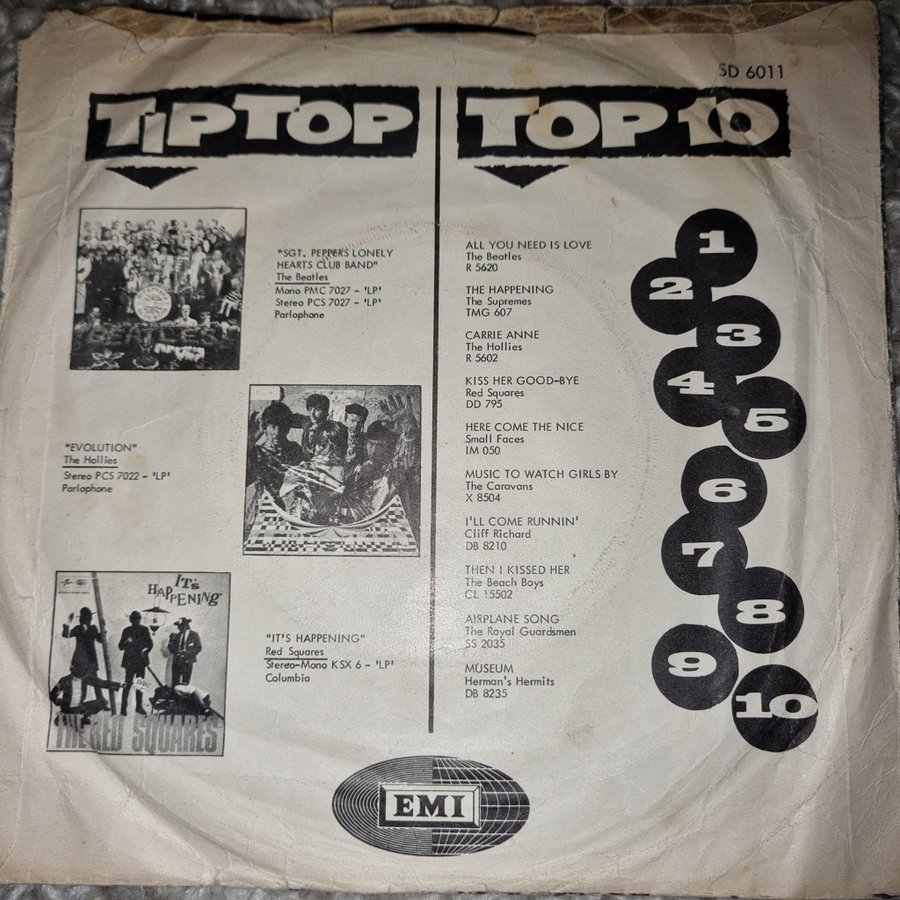 SD 6011
TIP TOP
"SGT. PEPPERS LONELY
HEARTS CLUB BAND"
The Beatles
Mono PMC 7027 - 'LP'
Stereo PCS 7027 - 'LP'
Parlophone
"EVOLUTION"
The Hollies
Stereo PCS 7022 - 'LP'
Parlophone
IT'S
HAPPENING
THE RED SQUARES
"IT'S HAPPENING"
Red Squares
Stereo-Mono KSX 6 - 'LP'
Columbia
TOP 10
ALL YOU NEED IS LOVE
The Beatles
R 5620
THE HAPPENING
The Supremes
TMG 607
CARRIE ANNE
The Hollies
R 5602
KISS HER GOOD-BYE
Red Squares
DD 795
HERE COME THE NICE
Small Faces
IM 050
MUSIC TO WATCH GIRLS BY
The Caravans
X 8504
I'LL COME RUNNIN'
Cliff Richard
DB 8210
THEN I KISSED HER
The Beach Boys
CL 15502
AIRPLANE SONG
The Royal Guardsmen
SS 2035
MUSEUM
Herman's Hermits
DB 8235
1
2
3
4
5
6
7
8
9
10
EMI